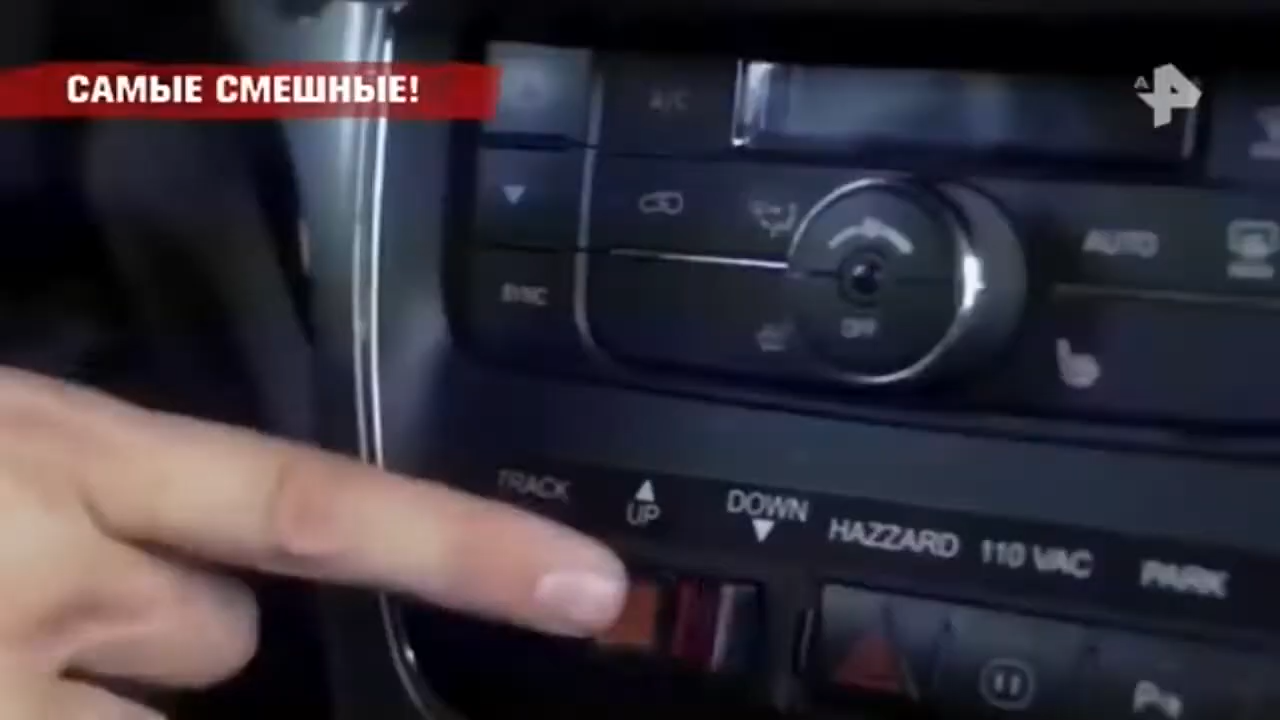 САМЫЕ СМЕШНЫЕ!
A/C
AUTO
SYNC
OFF
TRACK
UP
DOWN
HAZZARD
110 VAC
PARK
P